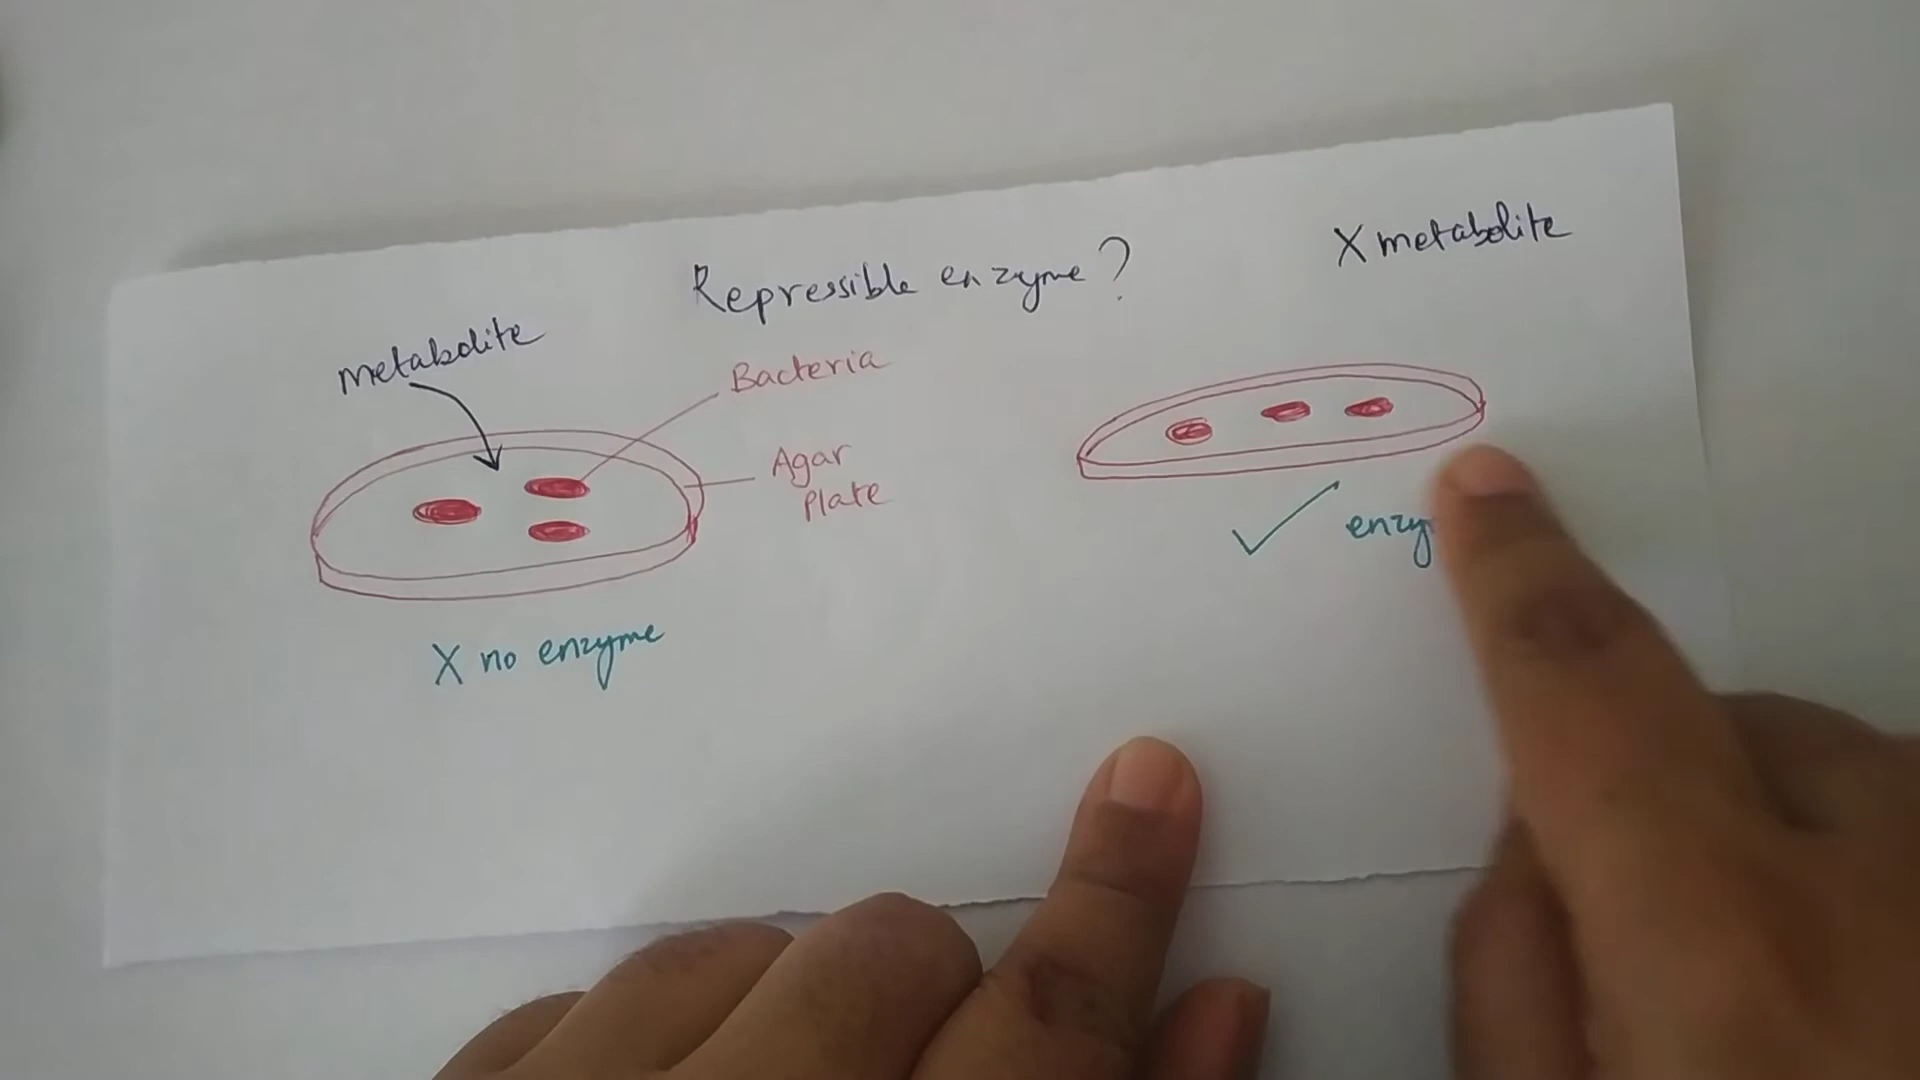 Repressible enzyme?
X metabolite
metabolite
Bacteria
Agar
Plate
X no enzyme
✓